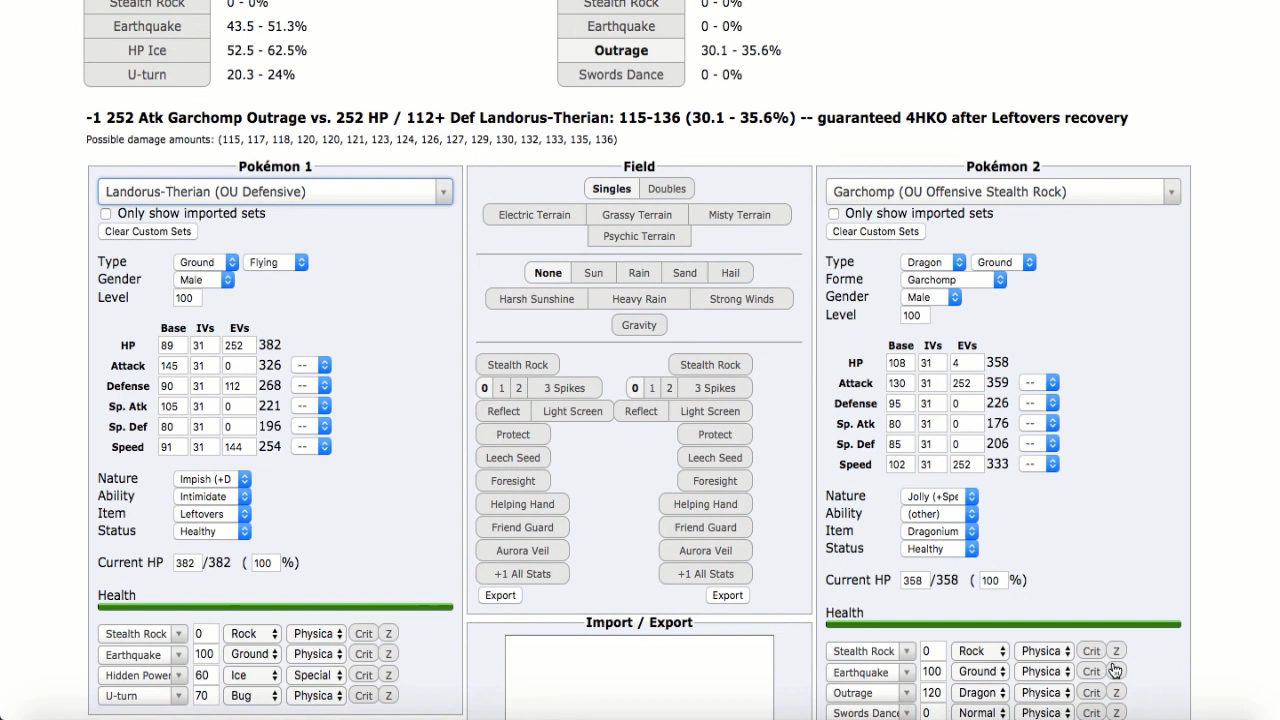 Stealth Rock 0 - 0% Stealth Rock 0 - 0%
Earthquake 43.5 - 51.3% Earthquake 0 - 0%
HP Ice 52.5 - 62.5% Outrage 30.1 - 35.6%
U-turn 20.3 - 24% Swords Dance 0 - 0%
-1 252 Atk Garchomp Outrage vs. 252 HP / 112+ Def Landorus-Therian: 115-136 (30.1 - 35.6%) -- guaranteed 4HKO after Leftovers recovery
Possible damage amounts: (115, 117, 118, 120, 120, 121, 123, 124, 126, 127, 129, 130, 132, 133, 135, 136)
Pokémon 1
Landorus-Therian (OU Defensive)
Only show imported sets
Clear Custom Sets
Type Ground Flying
Gender Male
Level 100
Base IVs EVs
HP 89 31 252 382
Attack 145 31 0 326 --
Defense 90 31 112 268 --
Sp. Atk 105 31 0 221 --
Sp. Def 80 31 0 196 --
Speed 91 31 144 254 --
Nature Impish (+D
Ability Intimidate
Item Leftovers
Status Healthy
Current HP 382 /382 ( 100 %)
Health
Stealth Rock 0 Rock Physica Crit Z
Earthquake 100 Ground Physica Crit Z
Hidden Power 60 Ice Special Crit Z
U-turn 70 Bug Physica Crit Z
Field
Singles Doubles
Electric Terrain Grassy Terrain Misty Terrain
Psychic Terrain
None Sun Rain Sand Hail
Harsh Sunshine Heavy Rain Strong Winds
Gravity
Stealth Rock Stealth Rock
0 1 2 3 Spikes 0 1 2 3 Spikes
Reflect Light Screen Reflect Light Screen
Protect Protect
Leech Seed Leech Seed
Foresight Foresight
Helping Hand Helping Hand
Friend Guard Friend Guard
Aurora Veil Aurora Veil
+1 All Stats +1 All Stats
Export Export
Import / Export
Pokémon 2
Garchomp (OU Offensive Stealth Rock)
Only show imported sets
Clear Custom Sets
Type Dragon Ground
Forme Garchomp
Gender Male
Level 100
Base IVs EVs
HP 108 31 4 358
Attack 130 31 252 359 --
Defense 95 31 0 226 --
Sp. Atk 80 31 0 176 --
Sp. Def 85 31 0 206 --
Speed 102 31 252 333 --
Nature Jolly (+Spe
Ability (other)
Item Dragonium
Status Healthy
Current HP 358 /358 ( 100 %)
Health
Stealth Rock 0 Rock Physica Crit Z
Earthquake 100 Ground Physica Crit
Outrage 120 Dragon Physica Crit Z
Swords Danc 0 Normal Physica Crit Z